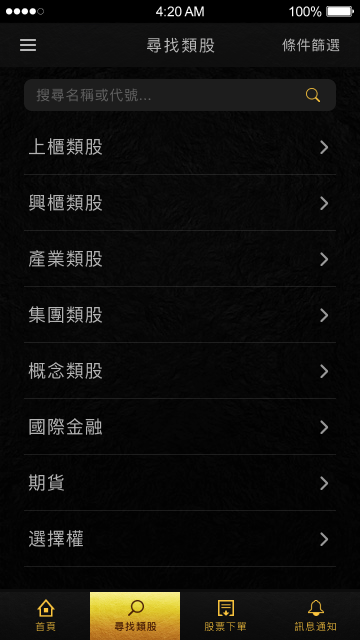 4:20 AM 100%
尋找類股 條件篩選
搜尋名稱或代號...
上櫃類股
興櫃類股
產業類股
集團類股
概念類股
國際金融
期貨
選擇權
首頁 尋找類股 股票下單 訊息通知